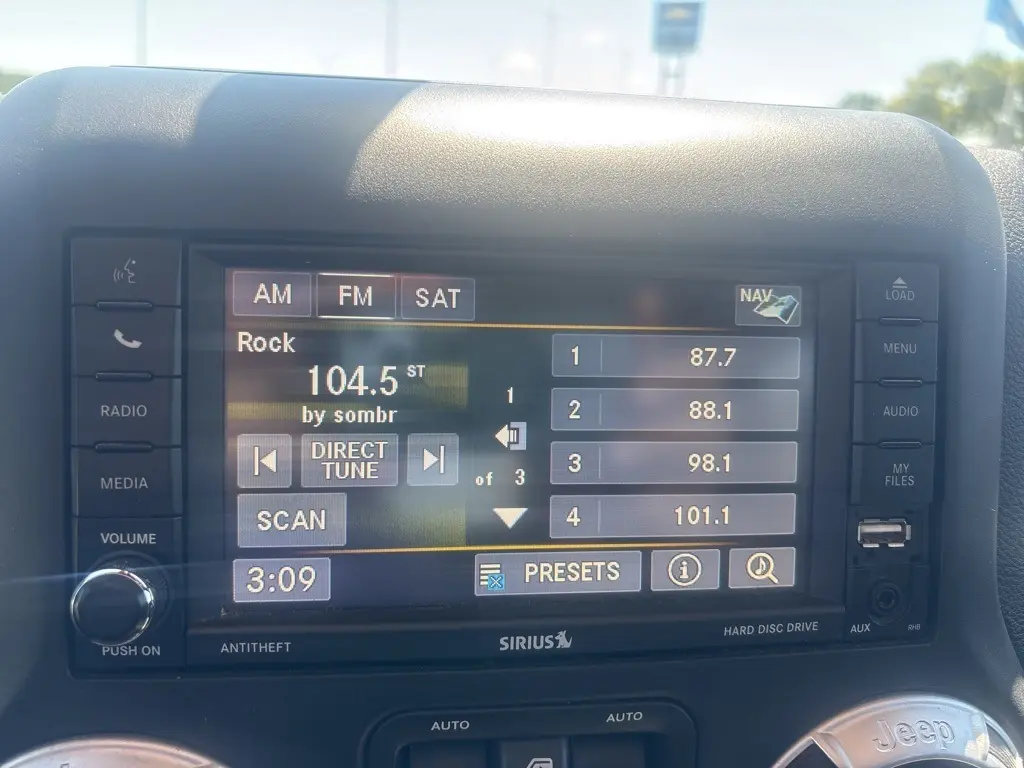 AM FM SAT
NAV
LOAD
MENU
AUDIO
MY
FILES
RADIO
MEDIA
VOLUME
PUSH ON
Rock
104.5 ST
by sombr
DIRECT
TUNE
SCAN
3:09
1
of 3
1 87.7
2 88.1
3 98.1
4 101.1
PRESETS
ANTITHEFT
SIRIUS
HARD DISC DRIVE
AUX
RHB
AUTO
AUTO
Jeep